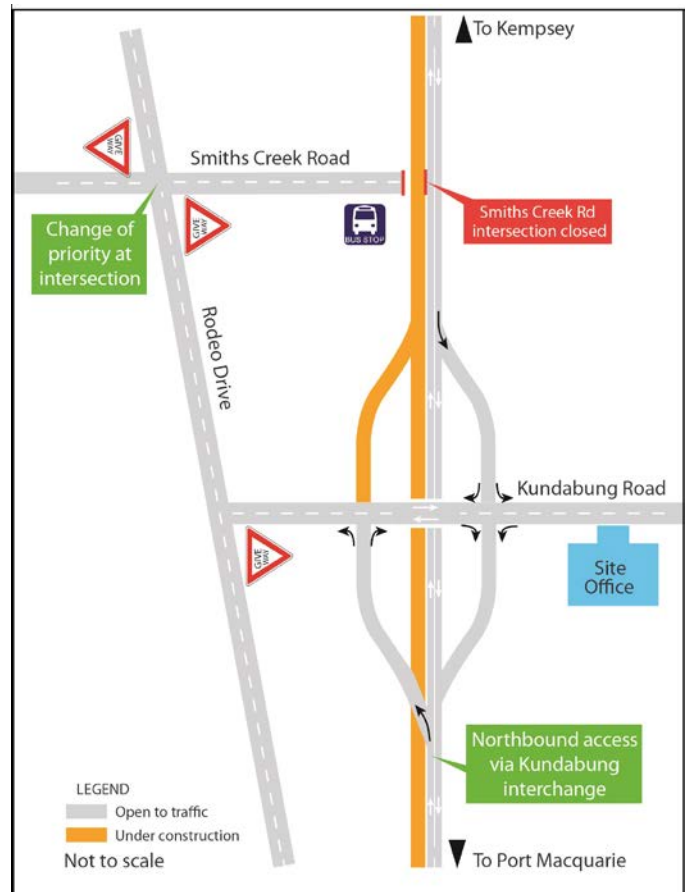 To Kempsey
GIVE
WAY
Smiths Creek Road
GIVE
WAY
BUS STOP
Smiths Creek Rd
intersection closed
Change of
priority at
intersection
Rodeo Drive
Kundabung Road
GIVE
WAY
Site
Office
Northbound access
via Kundabung
interchange
LEGEND
Open to traffic
Under construction
Not to scale
To Port Macquarie